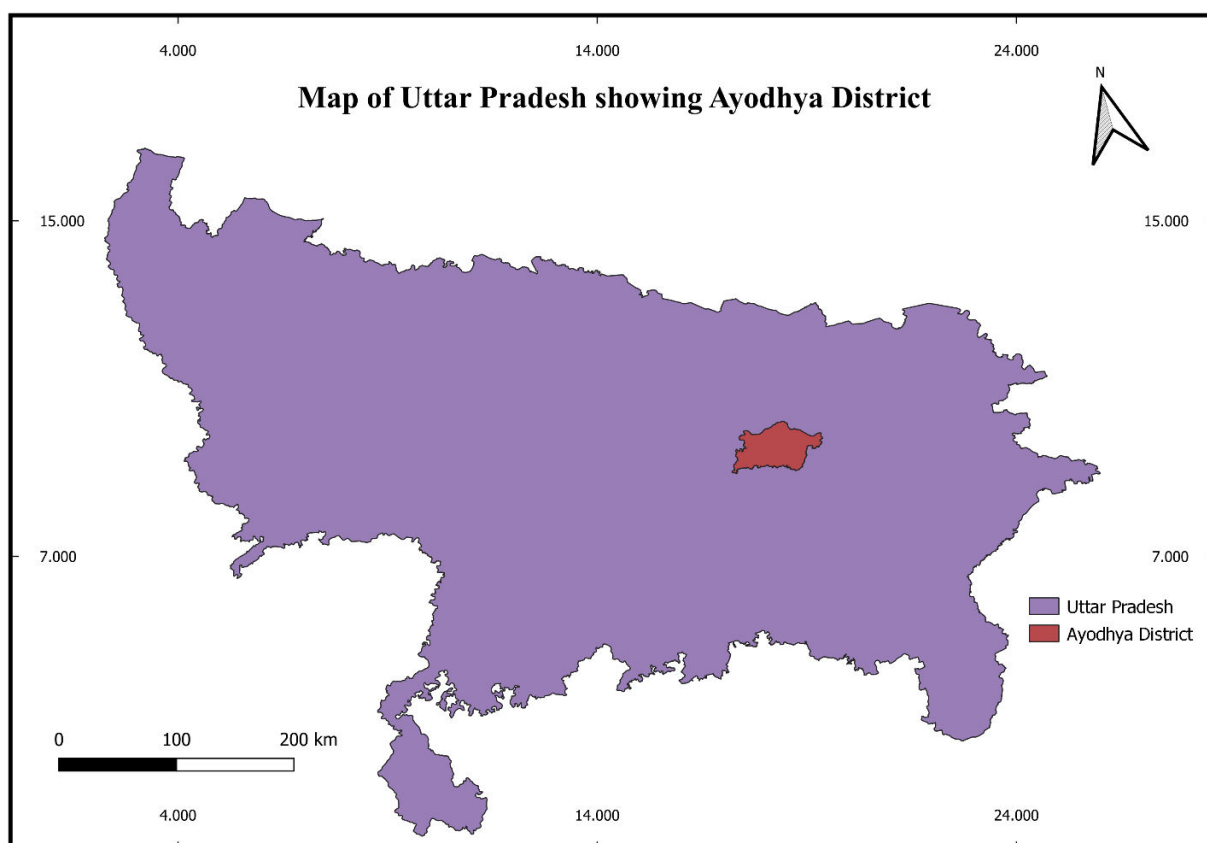 4.000 14.000 24.000
Map of Uttar Pradesh showing Ayodhya District
N
15.000 15.000
7.000 7.000
Uttar Pradesh
Ayodhya District
0 100 200 km
4.000 14.000 24.000